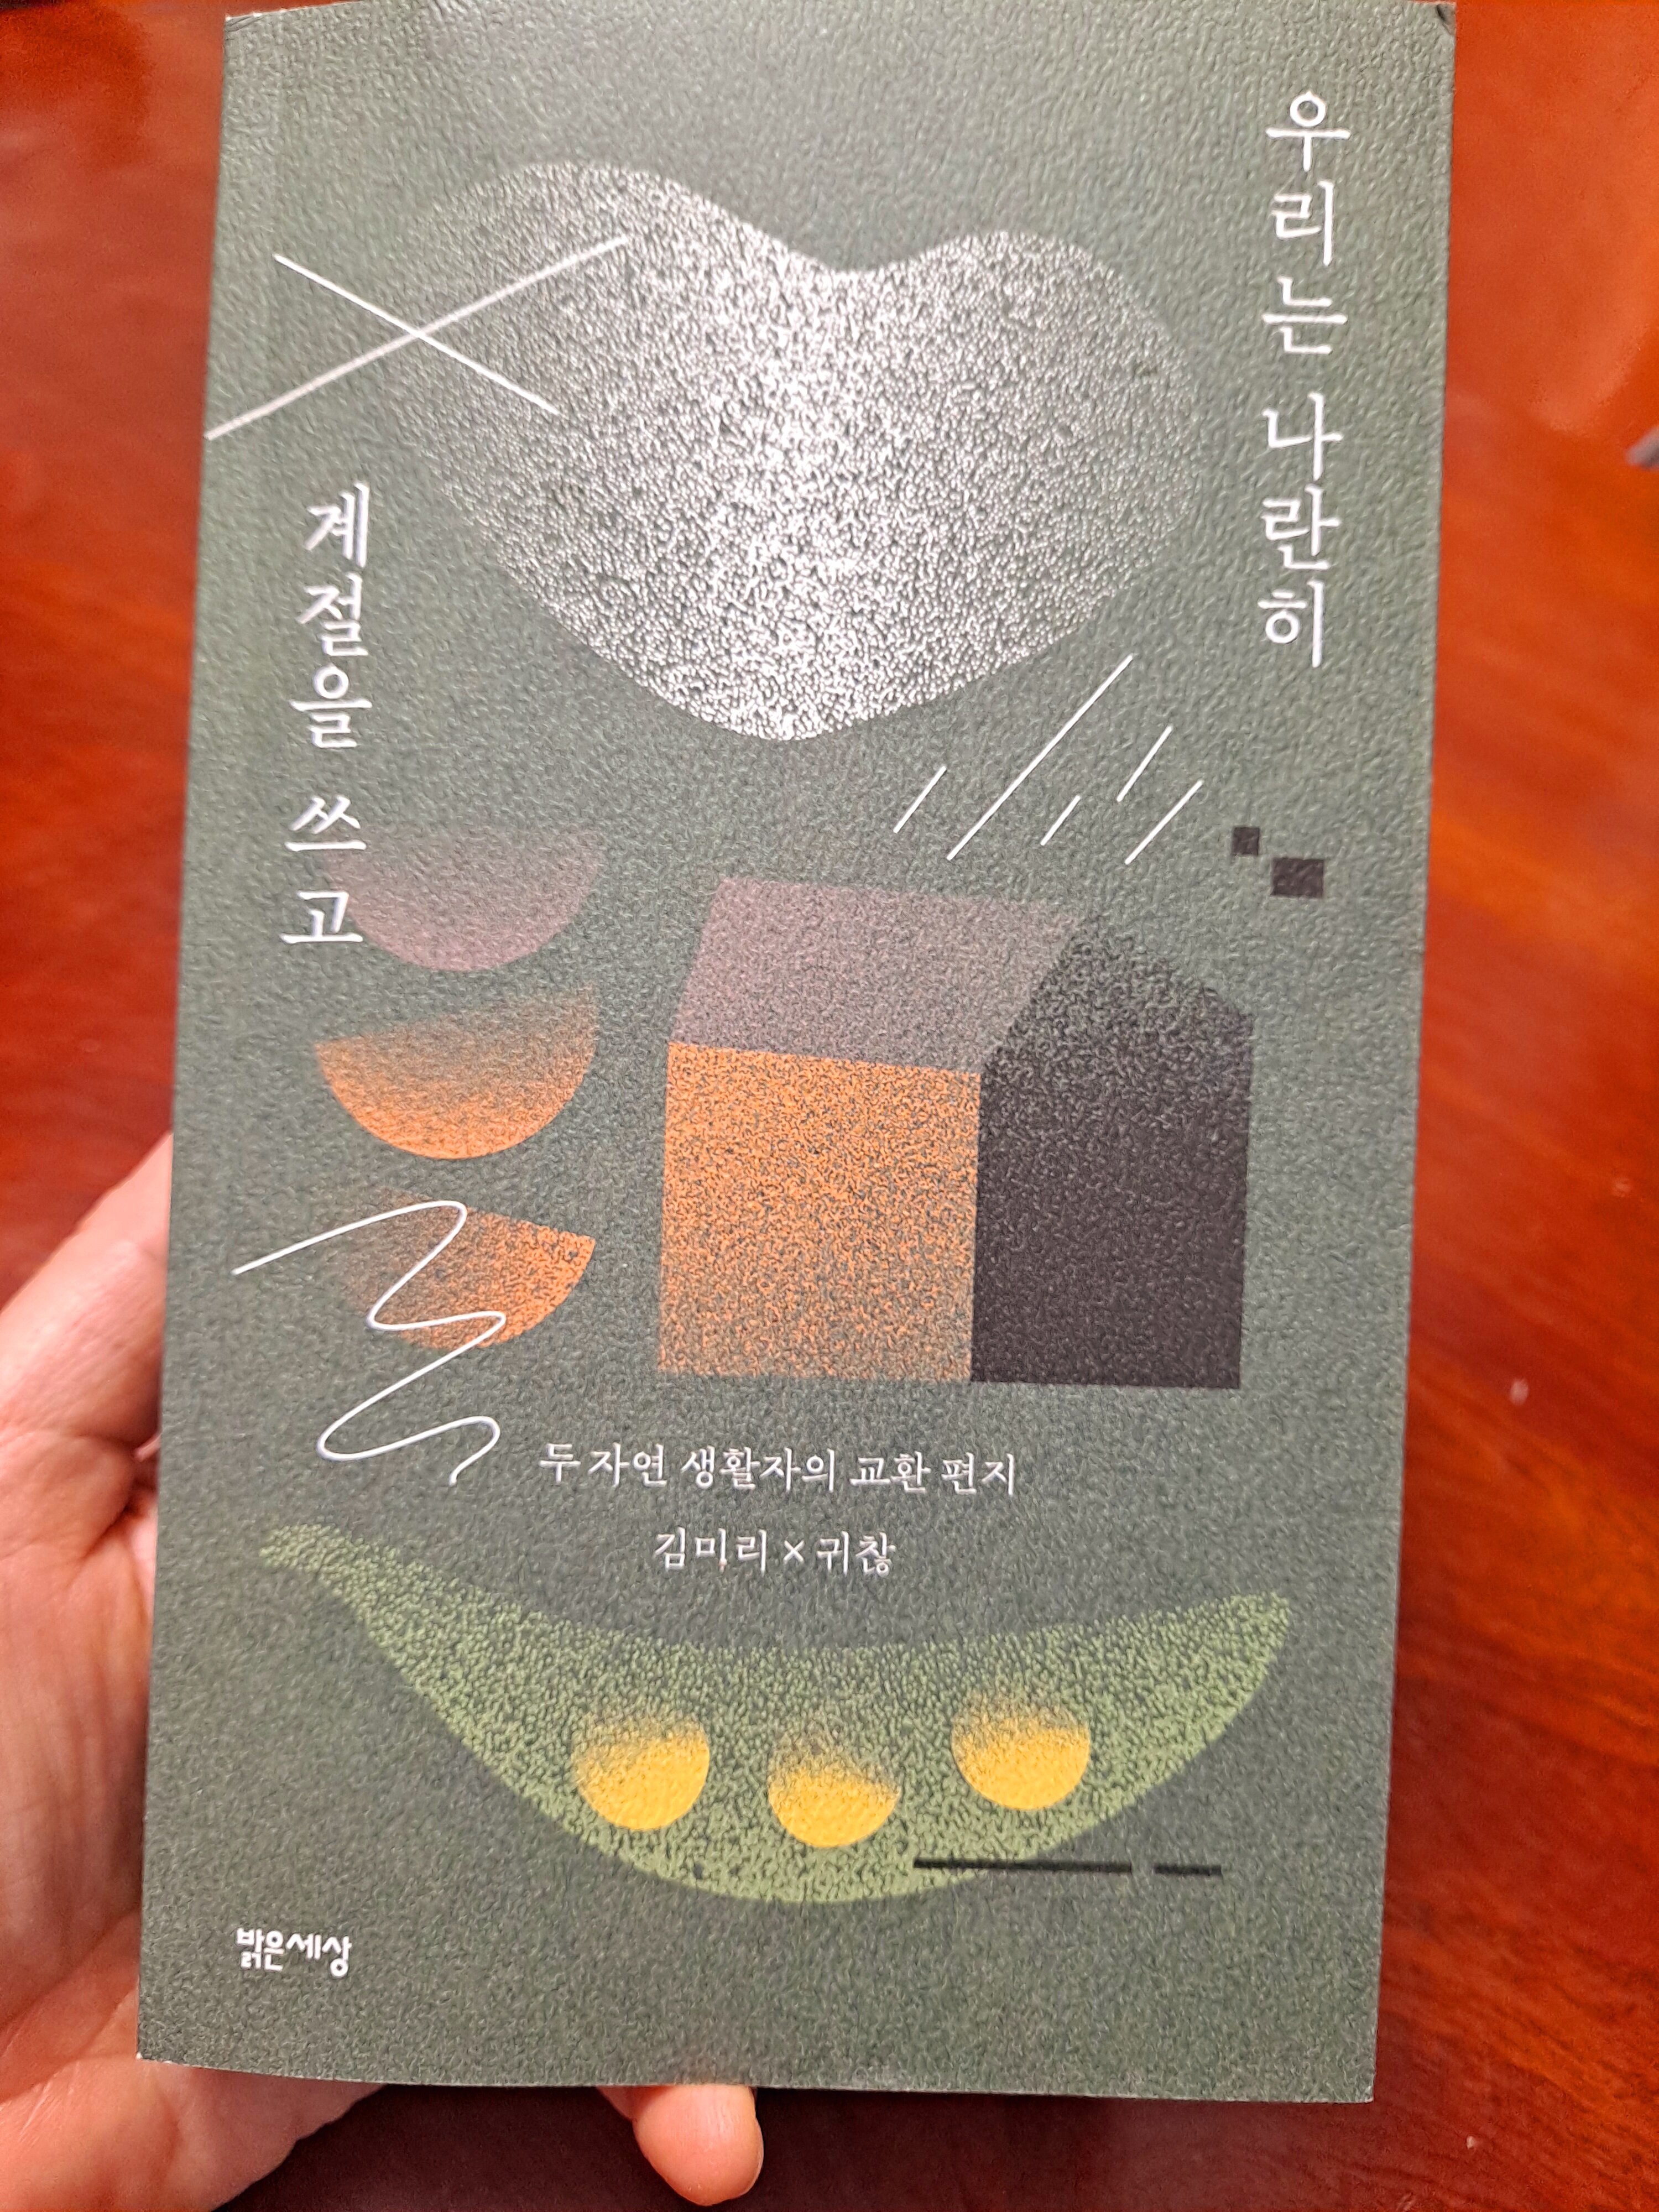 우리는 나란히
계절을 쓰고
두 자연 생활자의 교환 편지
김미리×귀찮
밝은세상